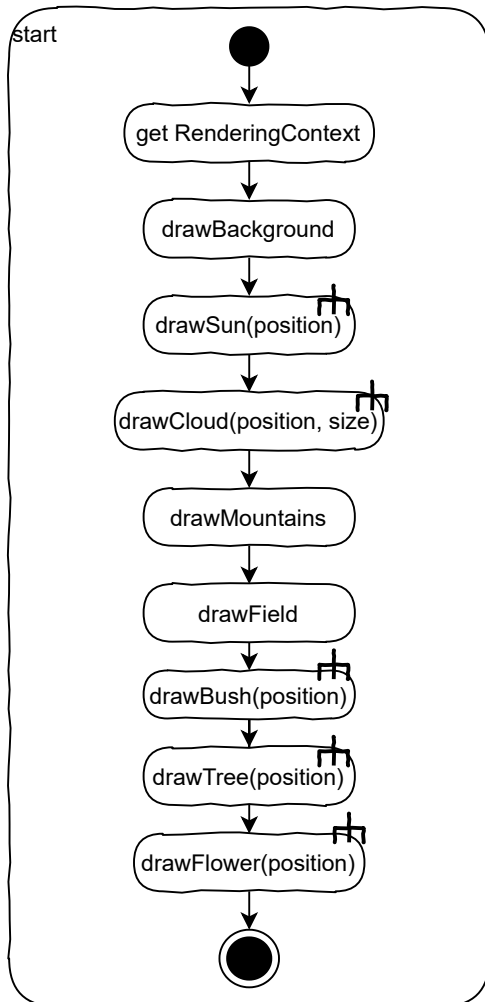 start
get RenderingContext
drawBackground
drawSun(position)
drawCloud(position, size)
drawMountains
drawField
drawBush(position)
drawTree(position)
drawFlower(position)